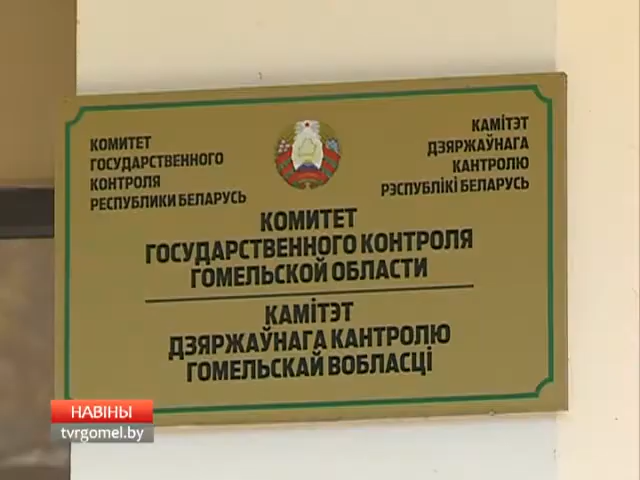 КОМИТЕТ
ГОСУДАРСТВЕННОГО
КОНТРОЛЯ
РЕСПУБЛИКИ БЕЛАРУСЬ
КАМІТЭТ
ДЗЯРЖАЎНАГА
КАНТРОЛЮ
РЭСПУБЛІКІ БЕЛАРУСЬ
КОМИТЕТ
ГОСУДАРСТВЕННОГО КОНТРОЛЯ
ГОМЕЛЬСКОЙ ОБЛАСТИ
КАМІТЭТ
ДЗЯРЖАЎНАГА КАНТРОЛЮ
ГОМЕЛЬСКАЙ ВОБЛАСЦІ
НАВІНЫ
tvrgomel.by